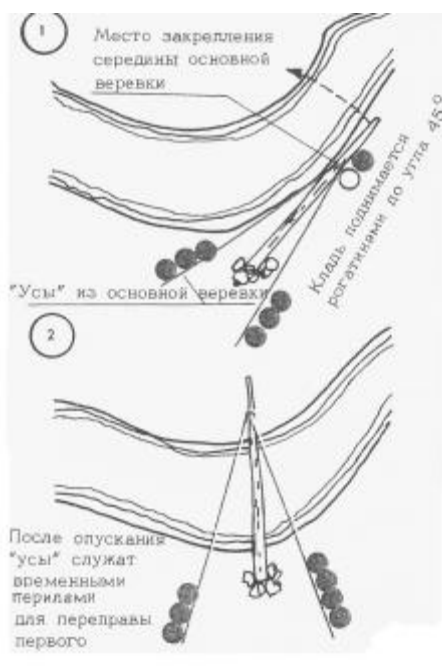 1
Место закрепления
середины основной
веревки
Кладь поднимается
рогатинами до угла 45°
"Усы" из основной веревки
2
После опускания
"усы" служат
временными
перилами
для переправы
первого